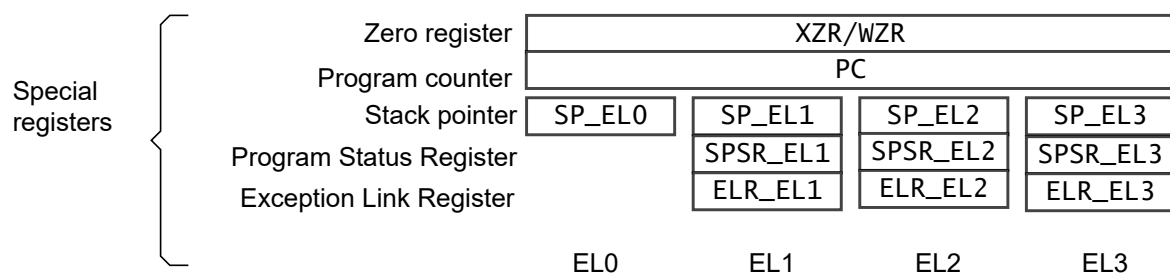 Special
registers
Zero register XZR/WZR
Program counter PC
Stack pointer SP_EL0 SP_EL1 SP_EL2 SP_EL3
Program Status Register SPSR_EL1 SPSR_EL2 SPSR_EL3
Exception Link Register ELR_EL1 ELR_EL2 ELR_EL3
EL0 EL1 EL2 EL3